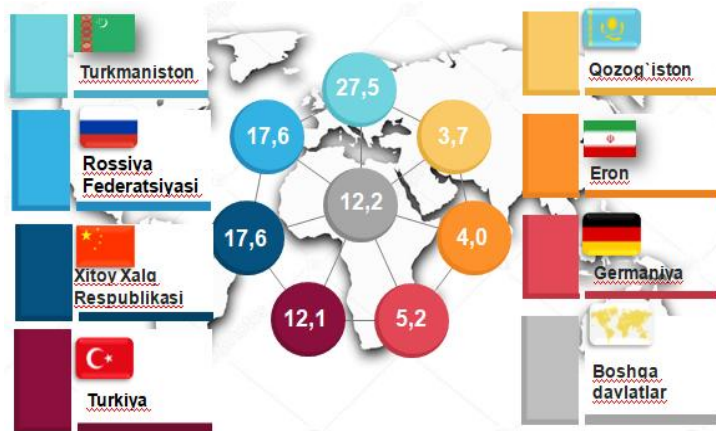 Turkmaniston
Rossiya
Federatsiyasi
Xitoy Xalq
Respublikasi
Turkiya
27,5
17,6
3,7
12,2
17,6
4,0
12,1
5,2
Qozog`iston
Eron
Germaniya
Boshqa
davlatlar